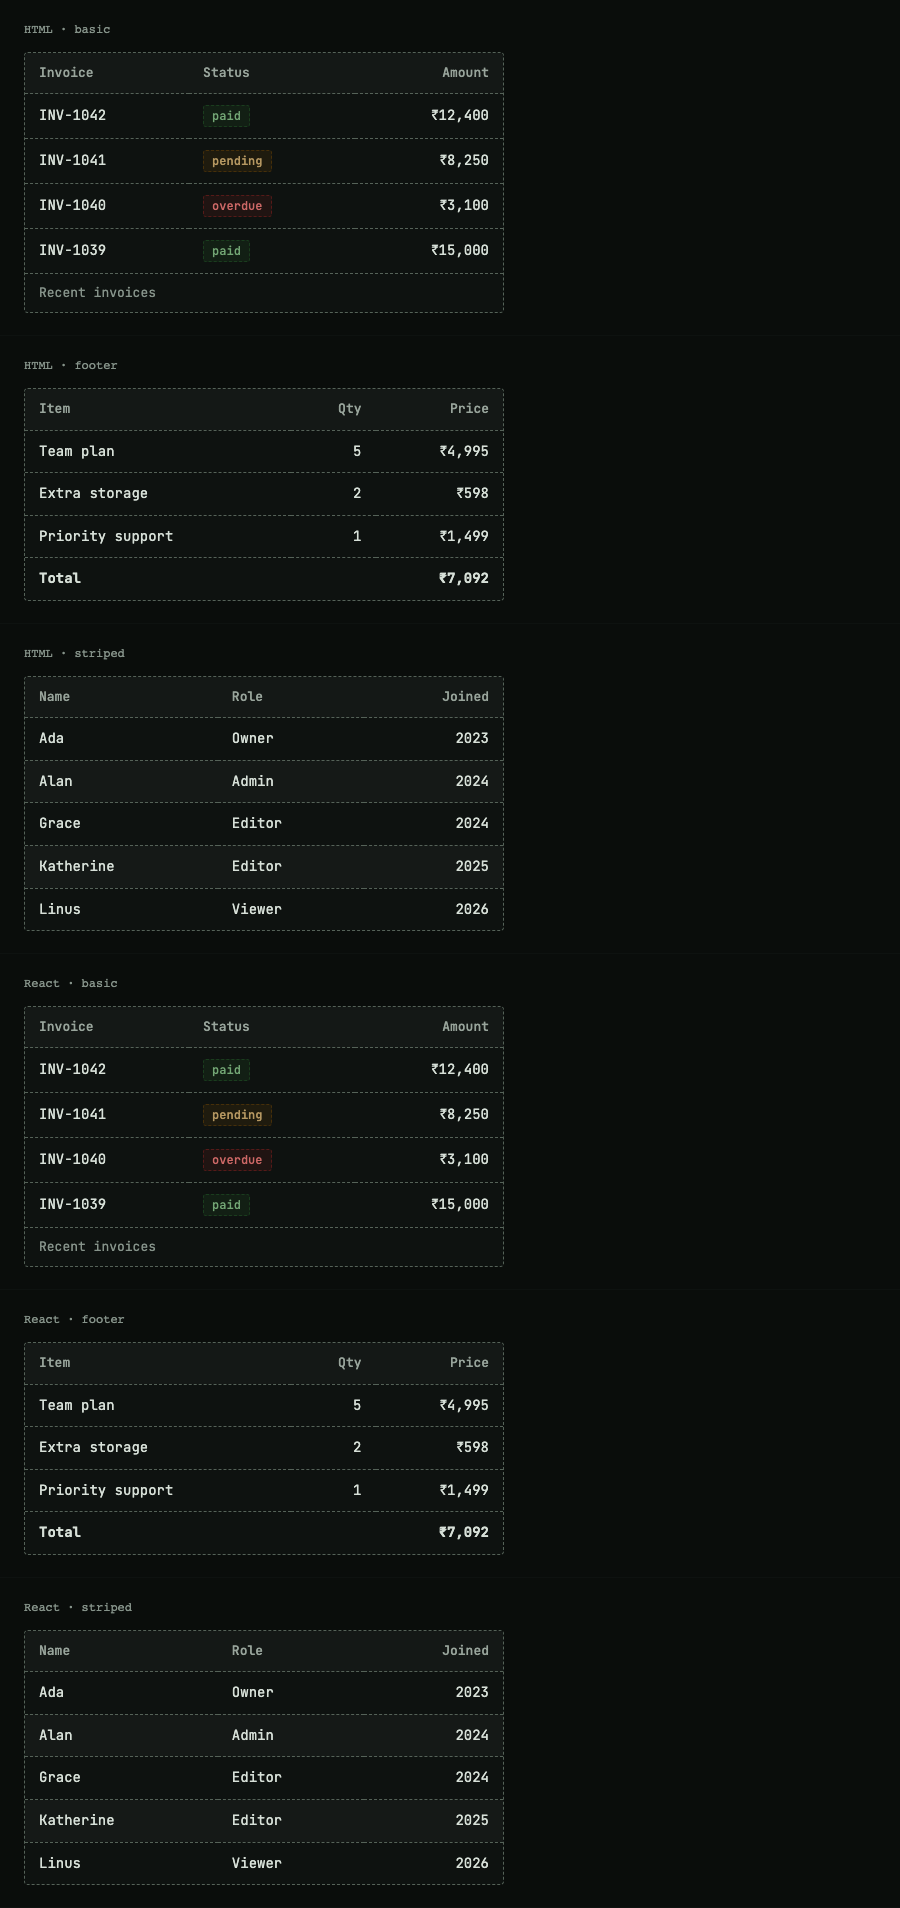 HTML · basic
Invoice Status Amount
INV-1042 paid ₹12,400
INV-1041 pending ₹8,250
INV-1040 overdue ₹3,100
INV-1039 paid ₹15,000
Recent invoices
HTML · footer
Item Qty Price
Team plan 5 ₹4,995
Extra storage 2 ₹598
Priority support 1 ₹1,499
Total ₹7,092
HTML · striped
Name Role Joined
Ada Owner 2023
Alan Admin 2024
Grace Editor 2024
Katherine Editor 2025
Linus Viewer 2026
React · basic
Invoice Status Amount
INV-1042 paid ₹12,400
INV-1041 pending ₹8,250
INV-1040 overdue ₹3,100
INV-1039 paid ₹15,000
Recent invoices
React · footer
Item Qty Price
Team plan 5 ₹4,995
Extra storage 2 ₹598
Priority support 1 ₹1,499
Total ₹7,092
React · striped
Name Role Joined
Ada Owner 2023
Alan Admin 2024
Grace Editor 2024
Katherine Editor 2025
Linus Viewer 2026